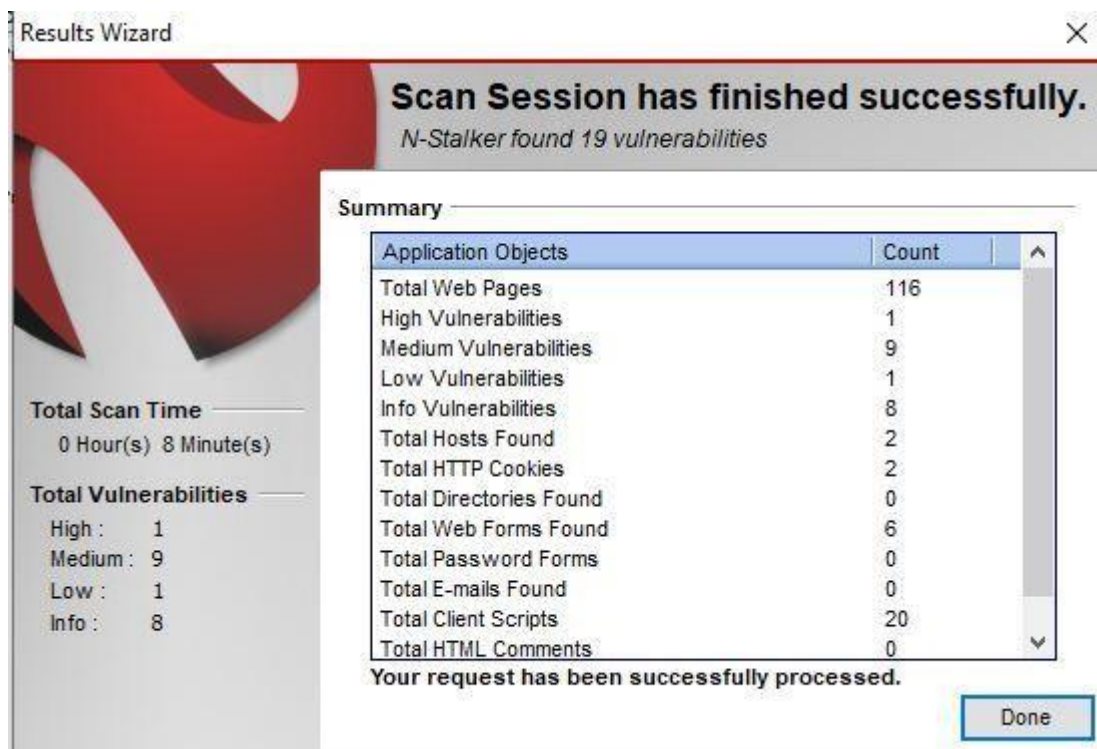 Results Wizard
Scan Session has finished successfully.
N-Stalker found 19 vulnerabilities
Summary
Application Objects Count
Total Web Pages 116
High Vulnerabilities 1
Medium Vulnerabilities 9
Low Vulnerabilities 1
Info Vulnerabilities 8
Total Hosts Found 2
Total HTTP Cookies 2
Total Directories Found 0
Total Web Forms Found 6
Total Password Forms 0
Total E-mails Found 0
Total Client Scripts 20
Total HTML Comments 0
Total Scan Time
0 Hour(s) 8 Minute(s)
Total Vulnerabilities
High : 1
Medium : 9
Low : 1
Info : 8
Your request has been successfully processed.
Done